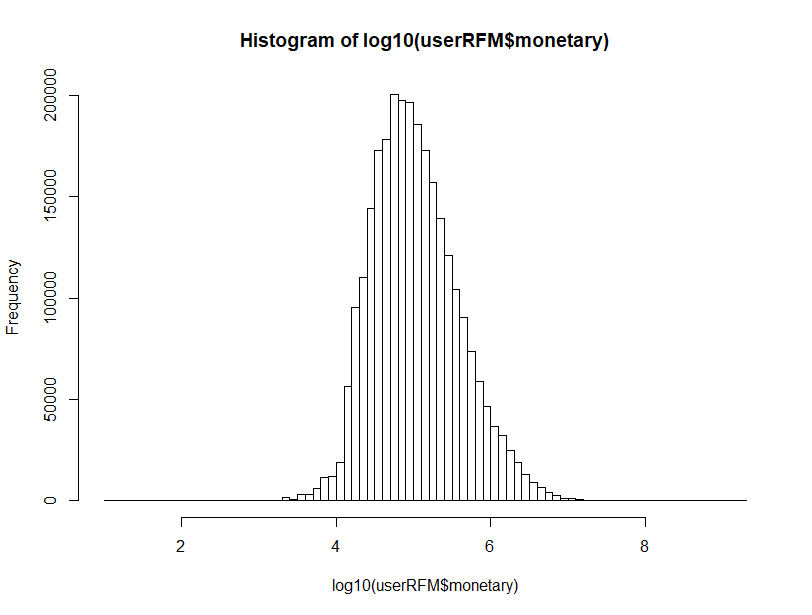 Histogram of log10(userRFM$monetary)
Frequency
200000
150000
100000
50000
0
2 4 6 8
log10(userRFM$monetary)